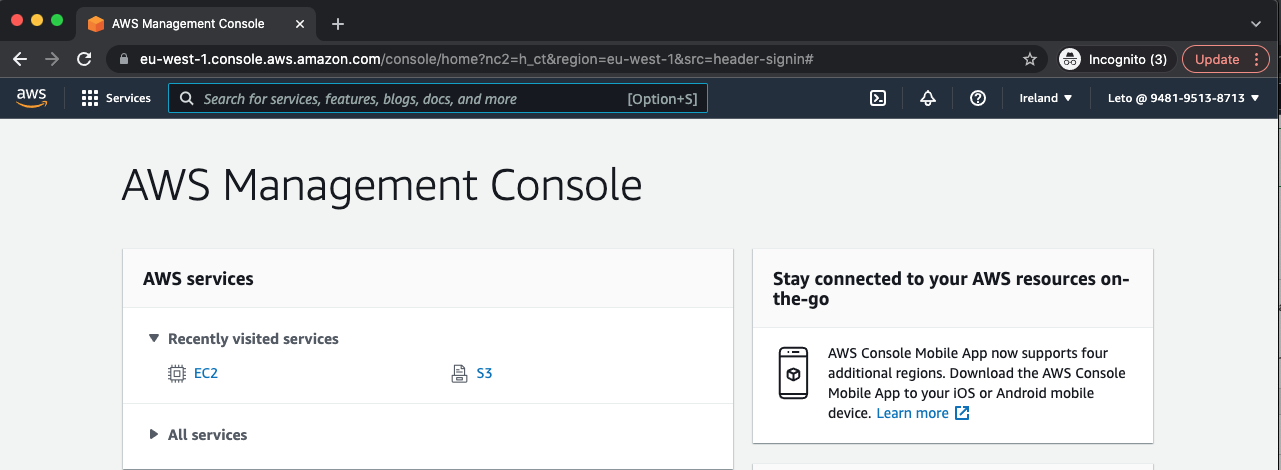 AWS Management Console
eu-west-1.console.aws.amazon.com/console/home?nc2=h_ct&region=eu-west-1&src=header-signin#
Incognito (3)
Update
aws
Services
Search for services, features, blogs, docs, and more
[Option+S]
Ireland
Leto @ 9481-9513-8713
AWS Management Console
AWS services
Recently visited services
EC2
S3
All services
Stay connected to your AWS resources on-
the-go
AWS Console Mobile App now supports four
additional regions. Download the AWS Console
Mobile App to your iOS or Android mobile
device. Learn more